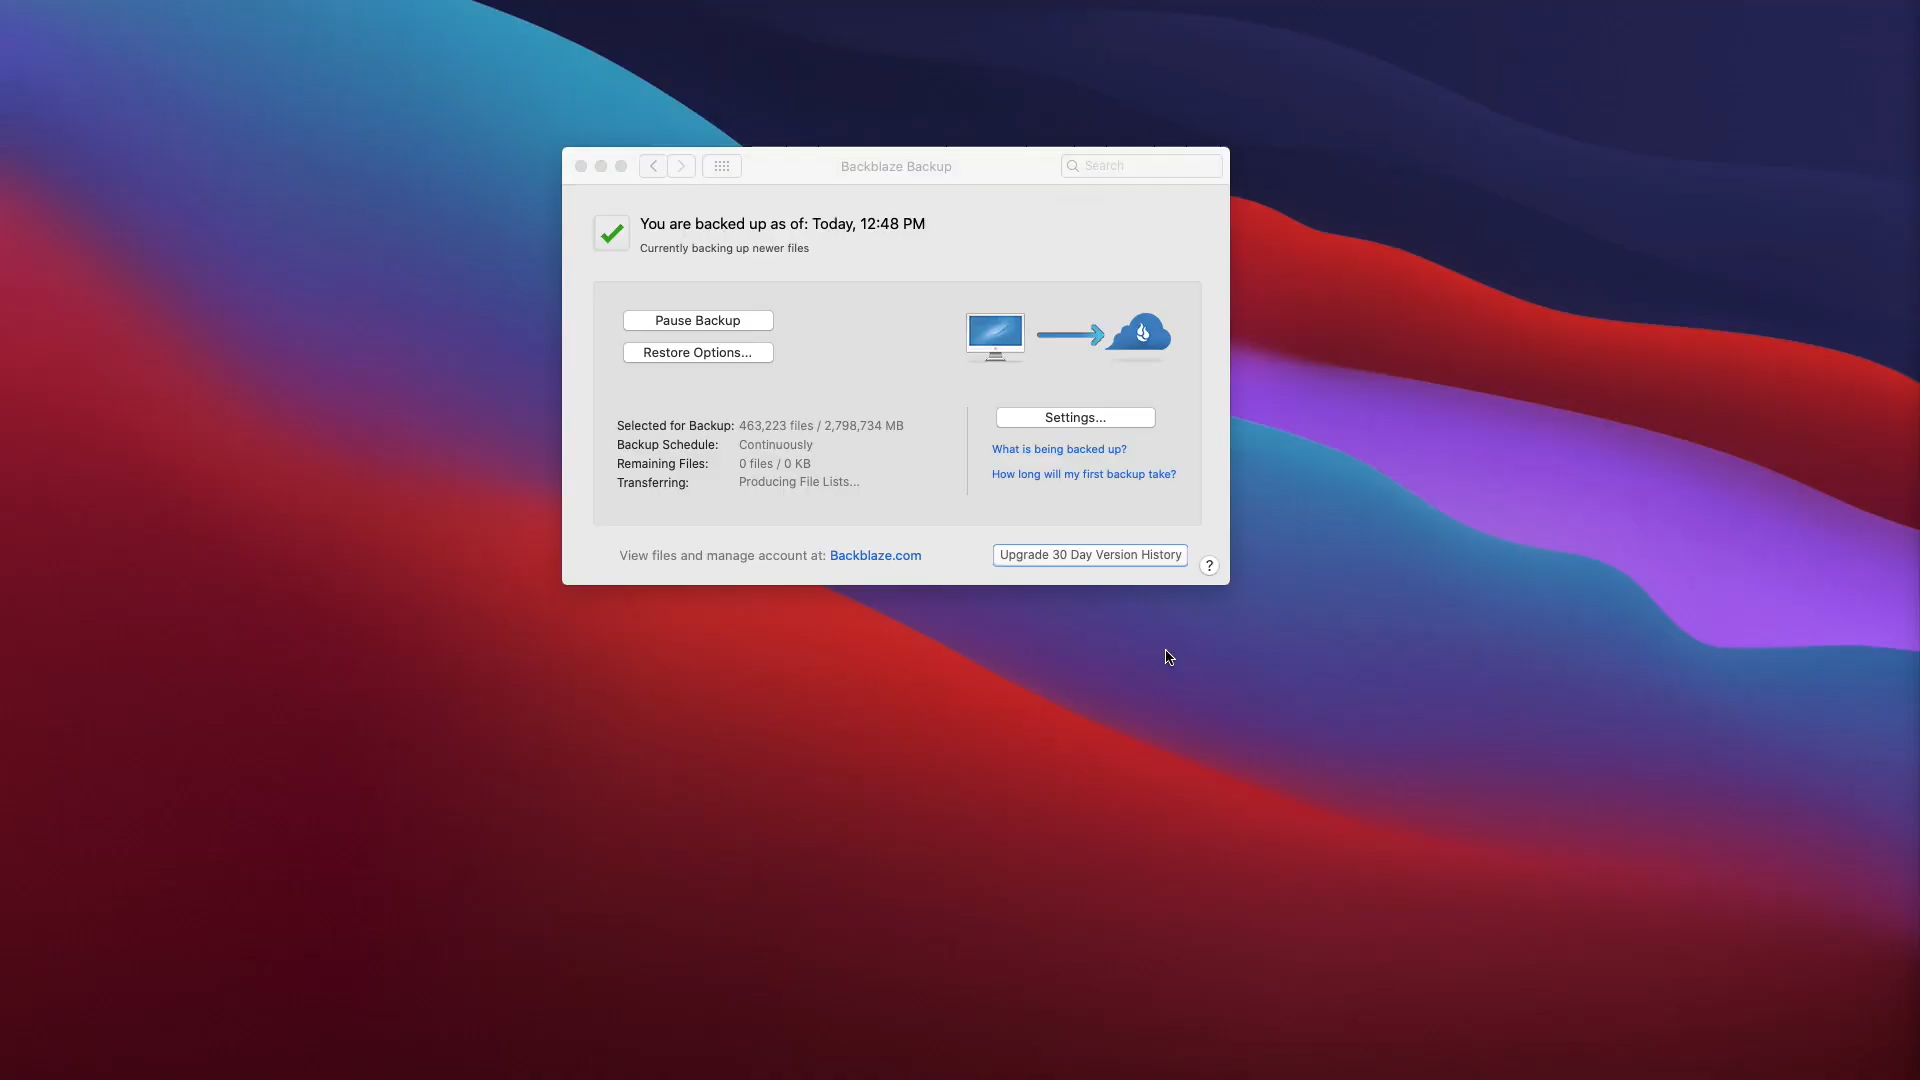 Backblaze Backup
Search
You are backed up as of: Today, 12:48 PM
Currently backing up newer files
Pause Backup
Restore Options...
Selected for Backup: 463,223 files / 2,798,734 MB
Backup Schedule: Continuously
Remaining Files: 0 files / 0 KB
Transferring: Producing File Lists...
Settings...
What is being backed up?
How long will my first backup take?
View files and manage account at: Backblaze.com
Upgrade 30 Day Version History
?